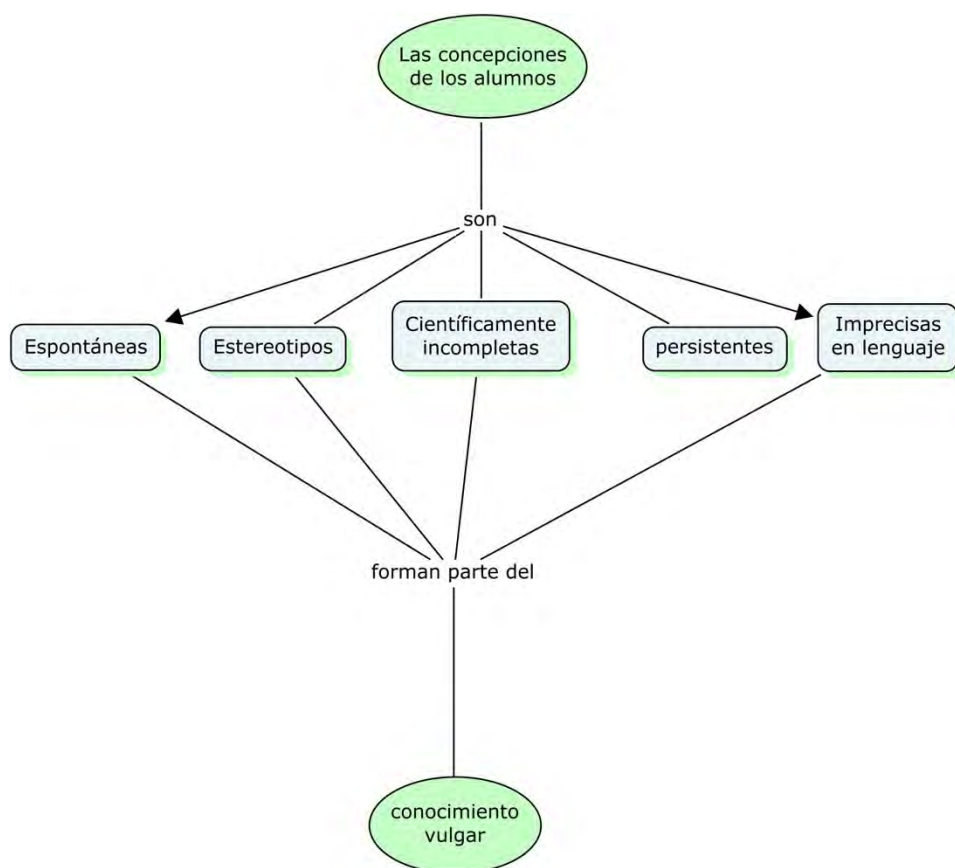 Las concepciones
de los alumnos
son
Espontáneas
Estereotipos
Científicamente
incompletas
persistentes
Imprecisas
en lenguaje
forman parte del
conocimiento
vulgar